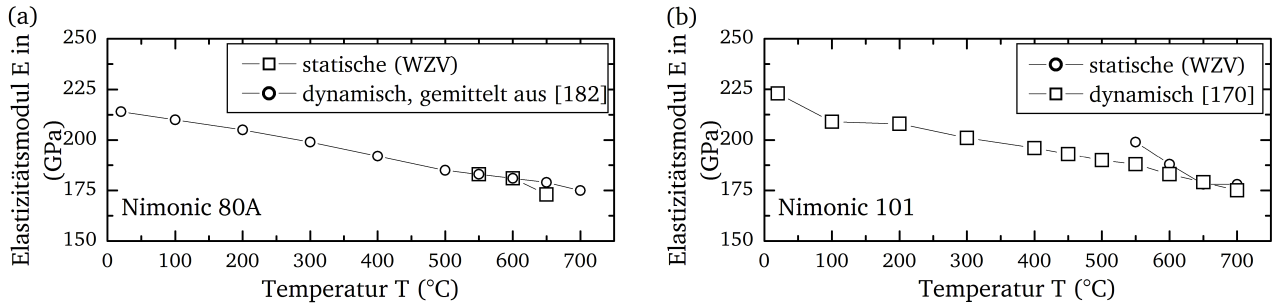 (a)
Elastizitätsmodul E in
(GPa)
250
225
200
175
150
statische (WZV)
dynamisch, gemittelt aus [182]
Nimonic 80A
0 100 200 300 400 500 600 700
Temperatur T (°C)
(b)
Elastizitätsmodul E in
(GPa)
250
225
200
175
150
statische (WZV)
dynamisch [170]
Nimonic 101
0 100 200 300 400 500 600 700
Temperatur T (°C)